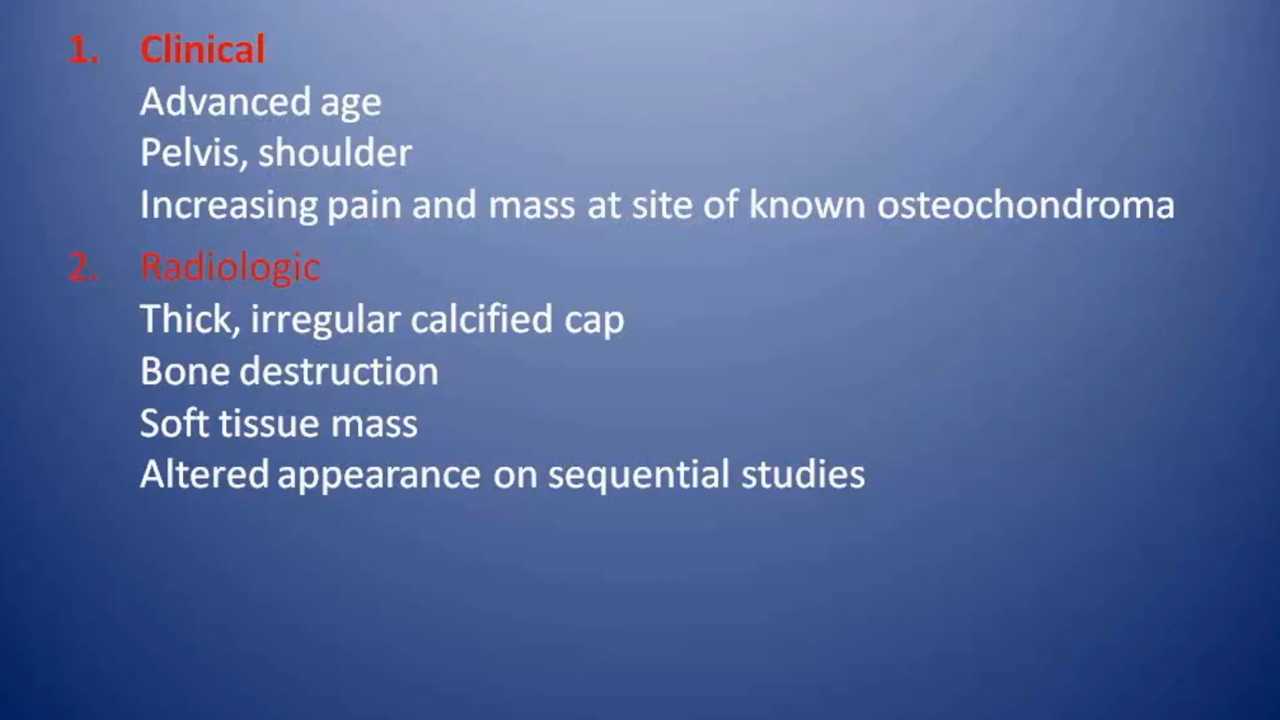 1. Clinical
Advanced age
Pelvis, shoulder
Increasing pain and mass at site of known osteochondroma
2. Radiologic
Thick, irregular calcified cap
Bone destruction
Soft tissue mass
Altered appearance on sequential studies